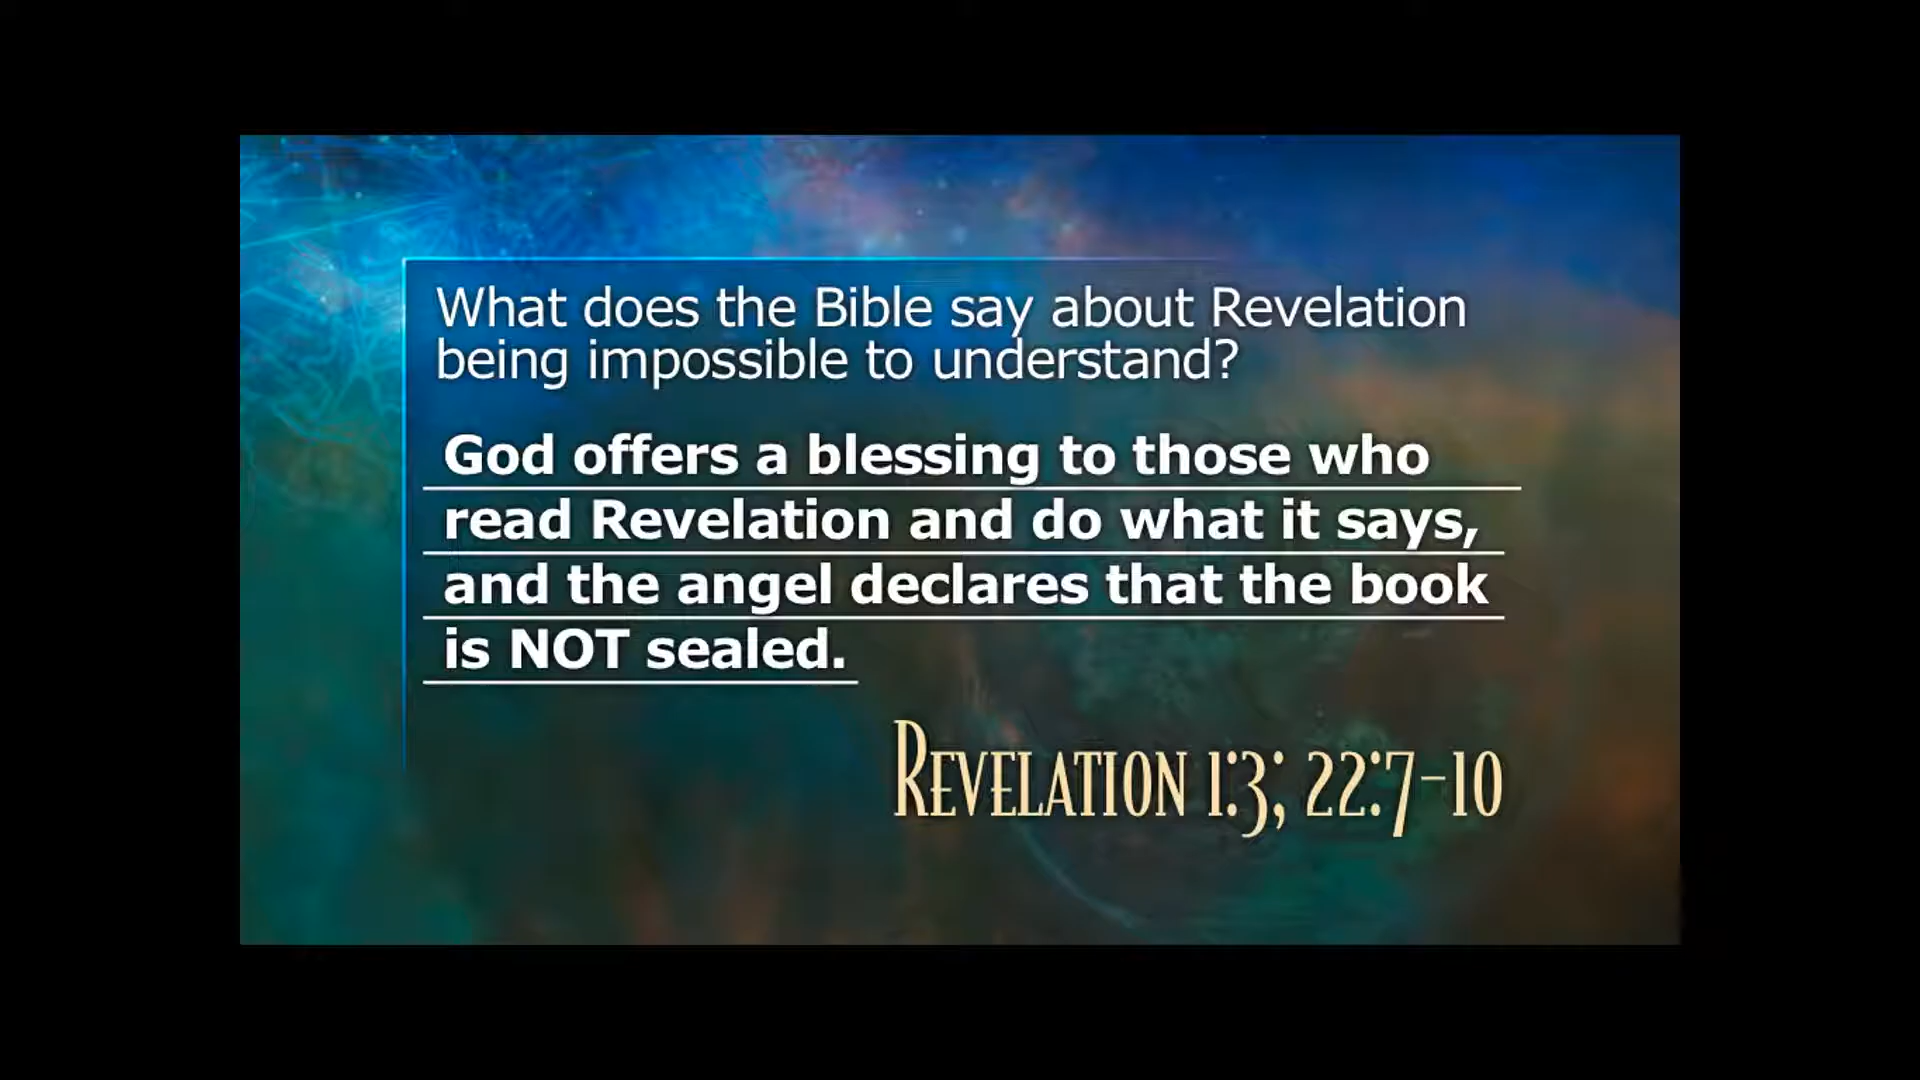 What does the Bible say about Revelation
being impossible to understand?
God offers a blessing to those who
read Revelation and do what it says,
and the angel declares that the book
is NOT sealed.
REVELATION 1:3; 22:7–10